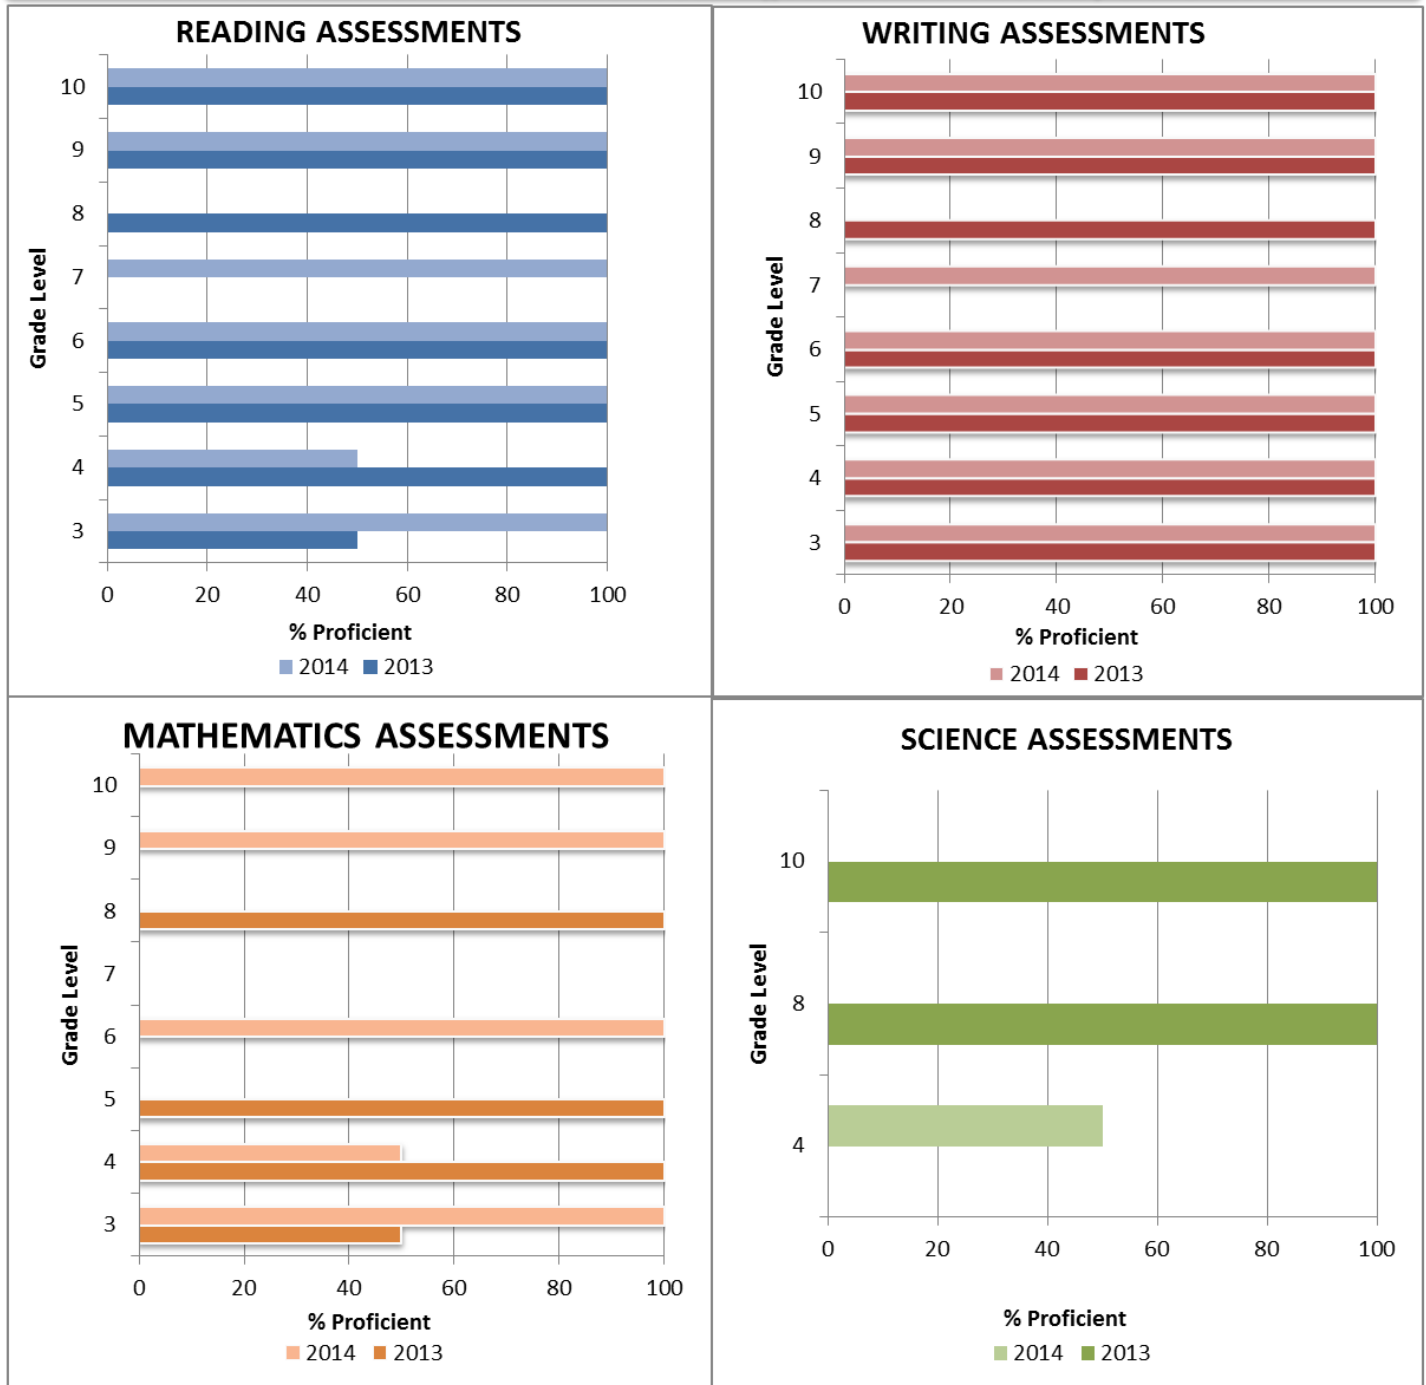 READING ASSESSMENTS
10
9
8
7
6
5
4
3
Grade Level
0 20 40 60 80 100
% Proficient
2014 2013
WRITING ASSESSMENTS
10
9
8
7
6
5
4
3
Grade Level
0 20 40 60 80 100
% Proficient
2014 2013
MATHEMATICS ASSESSMENTS
10
9
8
7
6
5
4
3
Grade Level
0 20 40 60 80 100
% Proficient
2014 2013
SCIENCE ASSESSMENTS
10
8
4
Grade Level
0 20 40 60 80 100
% Proficient
2014 2013